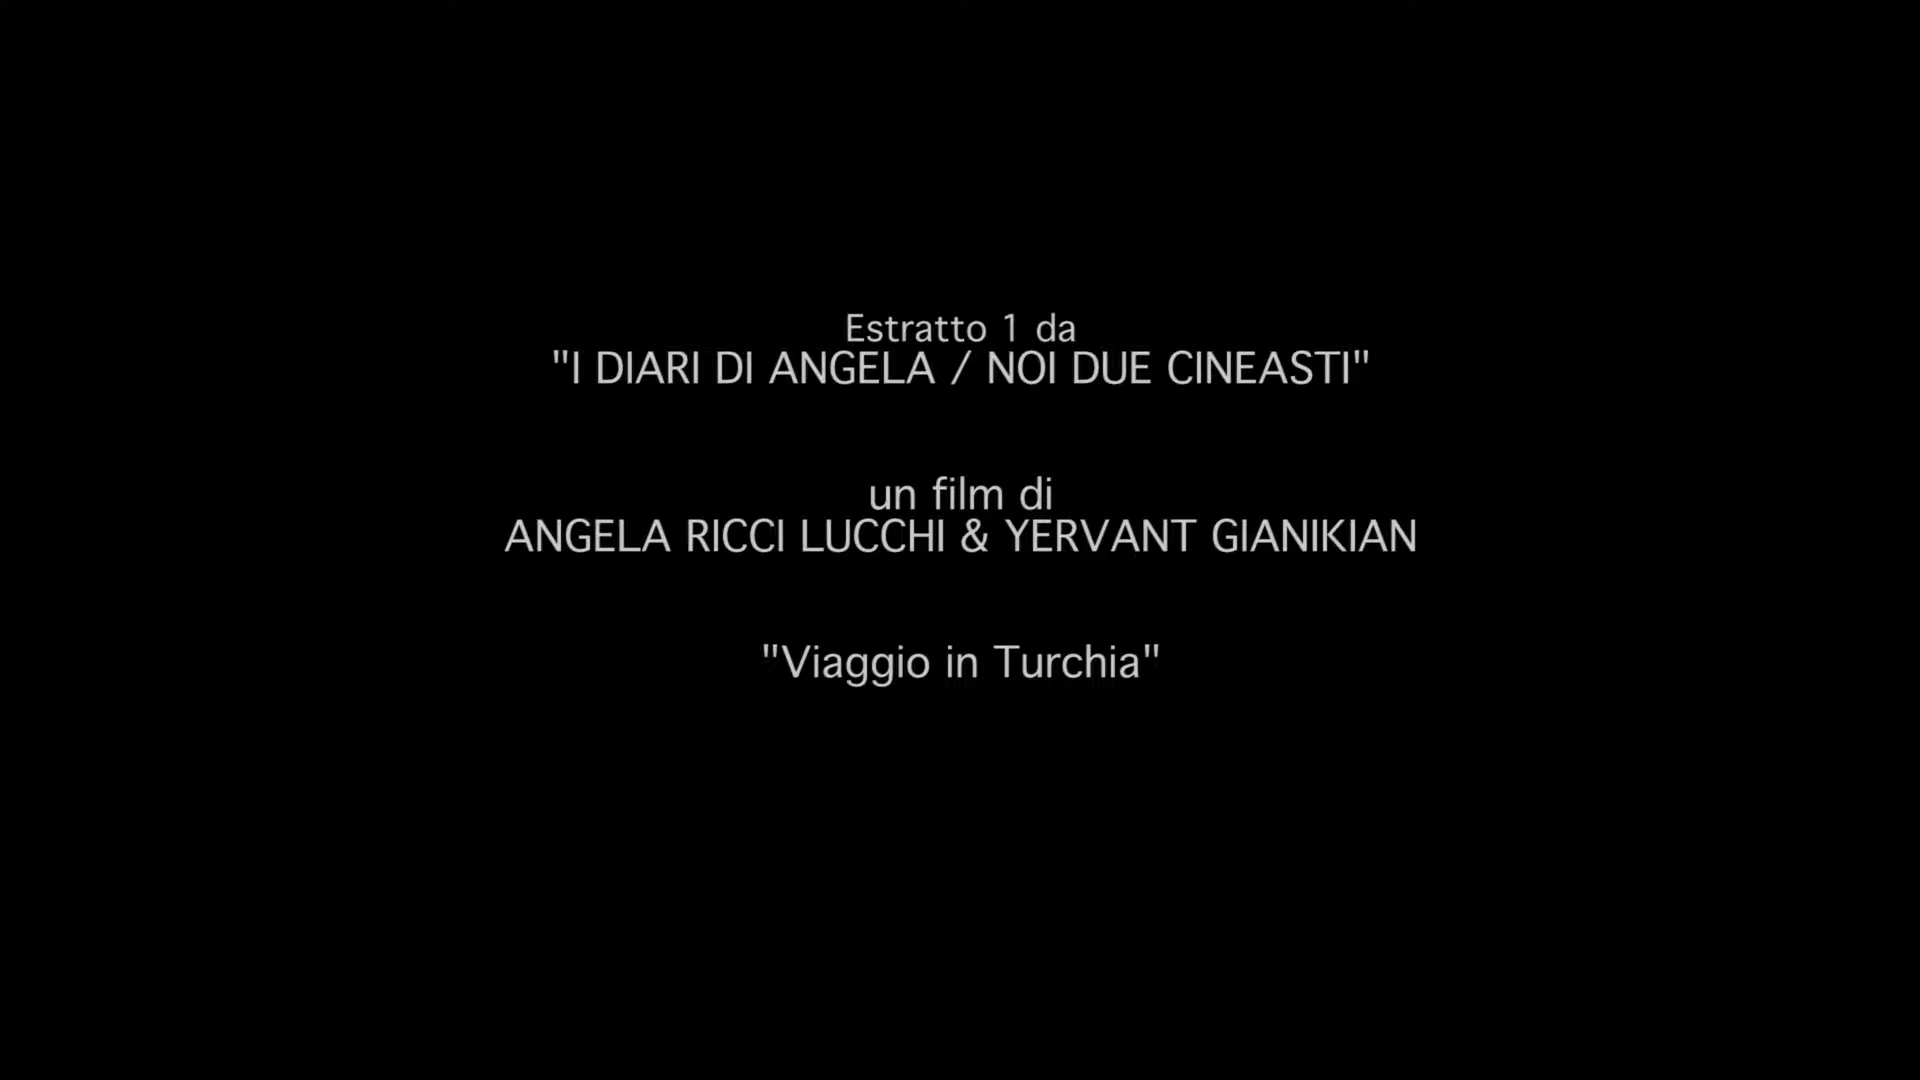 Estratto 1 da
"I DIARI DI ANGELA / NOI DUE CINEASTI"
un film di
ANGELA RICCI LUCCHI & YERVANT GIANIKIAN
"Viaggio in Turchia"